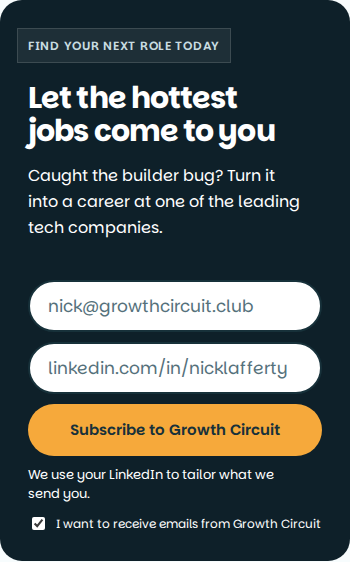 FIND YOUR NEXT ROLE TODAY
Let the hottest
jobs come to you
Caught the builder bug? Turn it
into a career at one of the leading
tech companies.
nick@growthcircuit.club
linkedin.com/in/nicklafferty
Subscribe to Growth Circuit
We use your LinkedIn to tailor what we
send you.
I want to receive emails from Growth Circuit